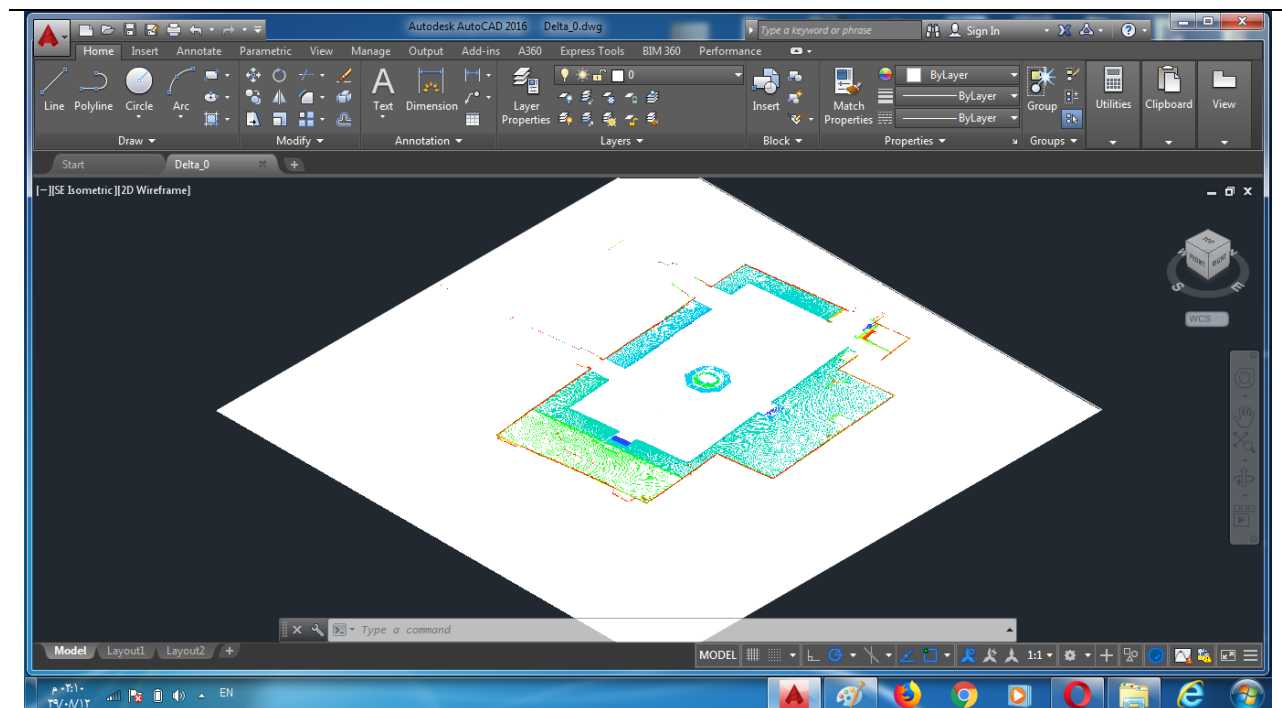 Autodesk AutoCAD 2016 Delta_0.dwg
Type a keyword or phrase
Sign In
Home Insert Annotate Parametric View Manage Output Add-ins A360 Express Tools BIM 360 Performance
Line Polyline Circle Arc
Text Dimension
Layer Properties
0
Insert
Match Properties
ByLayer
ByLayer
ByLayer
Group
Utilities
Clipboard
View
Draw Modify Annotation Layers Block Properties Groups
Start Delta_0
[−][SE Isometric][2D Wireframe]
TOP
FRONT RIGHT
S E
WCS
Type a command
Model Layout1 Layout2 +
MODEL 1:1
EN